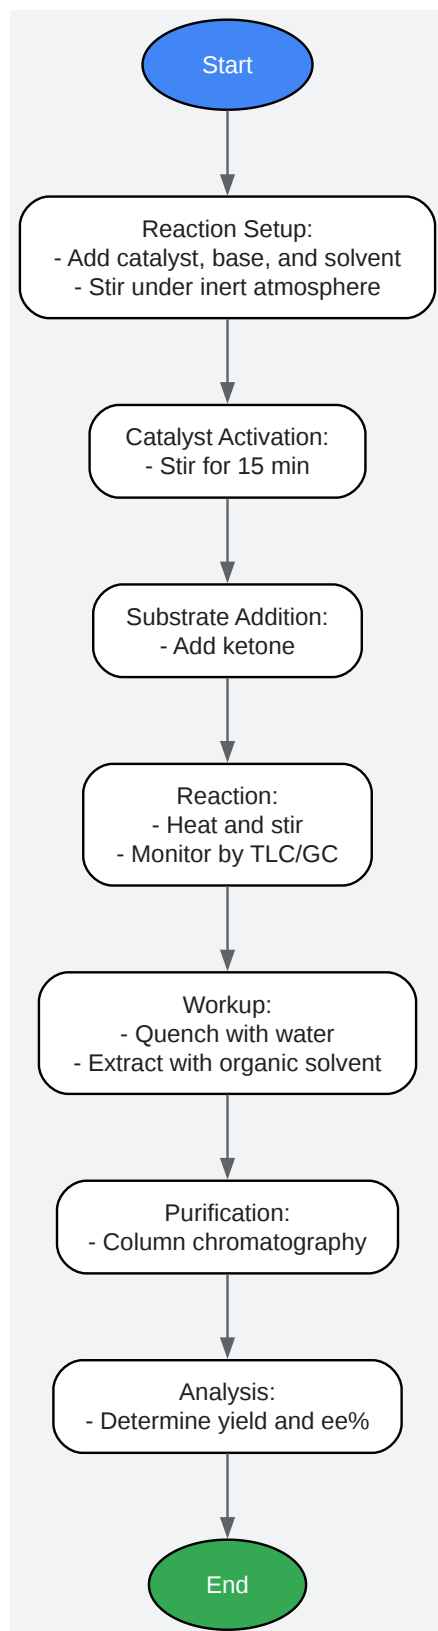 Start
Reaction Setup:
- Add catalyst, base, and solvent
- Stir under inert atmosphere
Catalyst Activation:
- Stir for 15 min
Substrate Addition:
- Add ketone
Reaction:
- Heat and stir
- Monitor by TLC/GC
Workup:
- Quench with water
- Extract with organic solvent
Purification:
- Column chromatography
Analysis:
- Determine yield and ee%
End